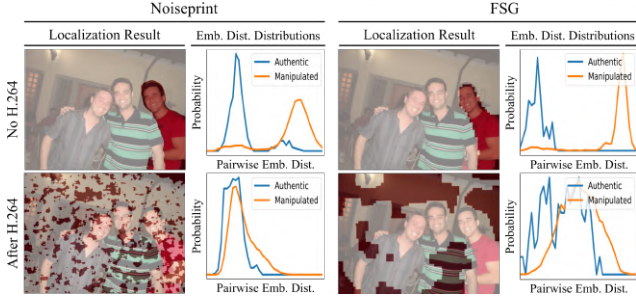 Noiseprint
FSG
Localization Result
Emb. Dist. Distributions
Localization Result
Emb. Dist. Distributions
No H.264
Probability
Authentic
Manipulated
Pairwise Emb. Dist.
Probability
Authentic
Manipulated
Pairwise Emb. Dist.
After H.264
Probability
Authentic
Manipulated
Pairwise Emb. Dist.
Probability
Authentic
Manipulated
Pairwise Emb. Dist.